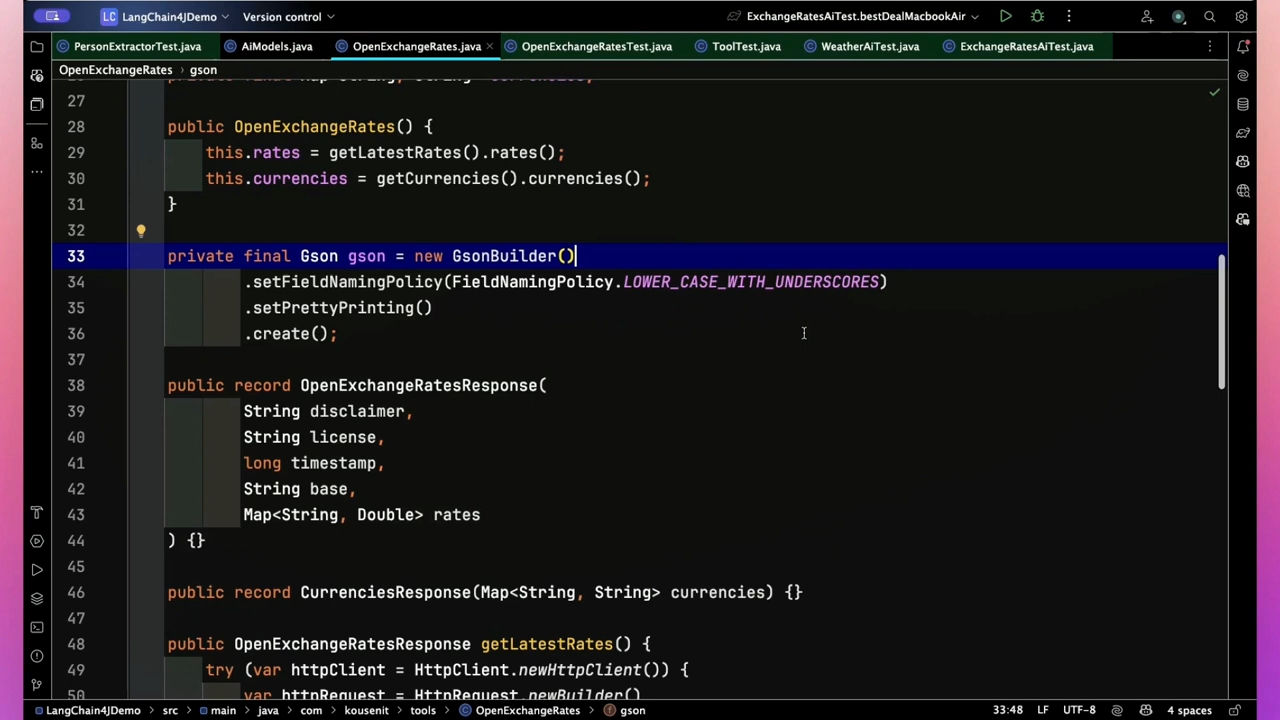 LC LangChain4JDemo Version control ExchangeRatesAiTest.bestDealMacbookAir
PersonExtractorTest.java AiModels.java OpenExchangeRates.java OpenExchangeRatesTest.java ToolTest.java WeatherAiTest.java ExchangeRatesAiTest.java
OpenExchangeRates > gson
27
28 public OpenExchangeRates() {
29 this.rates = getLatestRates().rates();
30 this.currencies = getCurrencies().currencies();
31 }
32
33 private final Gson gson = new GsonBuilder()
34 .setFieldNamingPolicy(FieldNamingPolicy.LOWER_CASE_WITH_UNDERSCORES)
35 .setPrettyPrinting()
36 .create();
37
38 public record OpenExchangeRatesResponse(
39 String disclaimer,
40 String license,
41 long timestamp,
42 String base,
43 Map<String, Double> rates
44 ) {}
45
46 public record CurrenciesResponse(Map<String, String> currencies) {}
47
48 public OpenExchangeRatesResponse getLatestRates() {
49 try (var httpClient = HttpClient.newHttpClient()) {
50 var httpRequest = HttpRequest.newBuilder()
LangChain4JDemo > src > main > java > com > kousenit > tools > OpenExchangeRates > gson 33:48 LF UTF-8 4 spaces